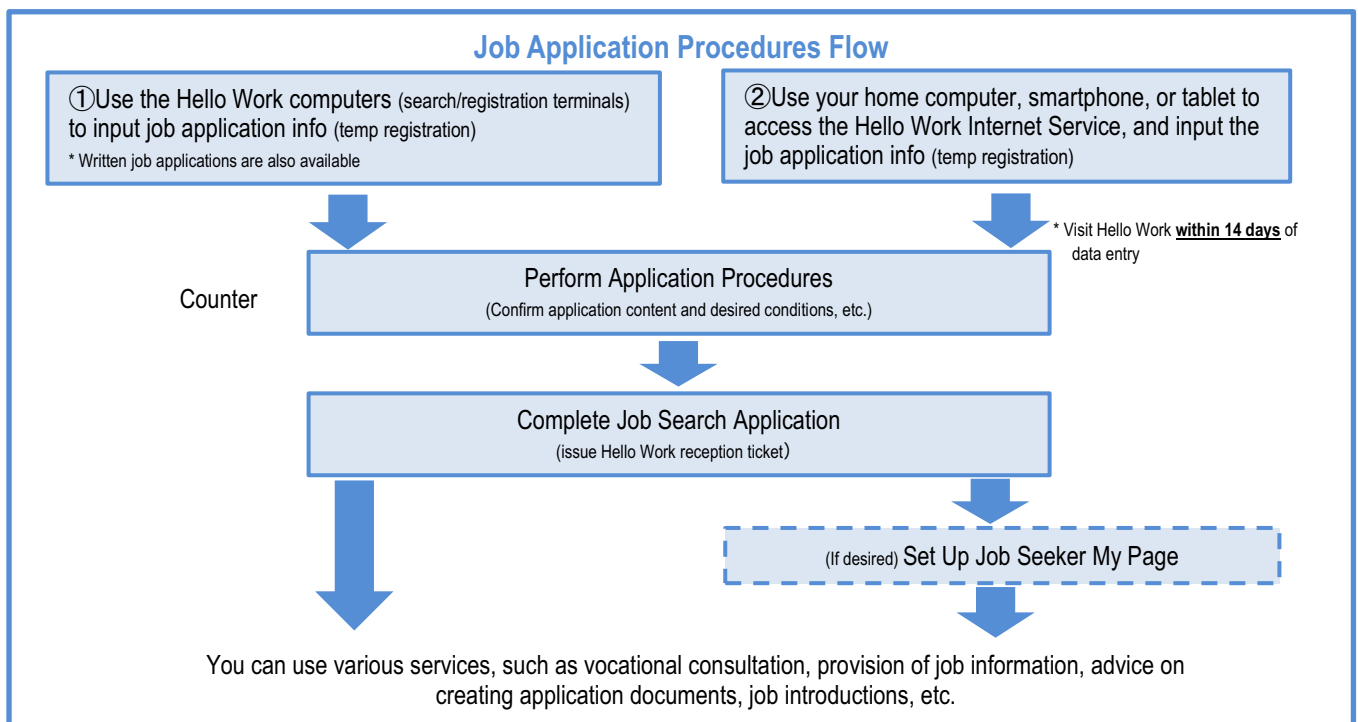 Job Application Procedures Flow
①Use the Hello Work computers (search/registration terminals)
to input job application info (temp registration)
* Written job applications are also available
②Use your home computer, smartphone, or tablet to
access the Hello Work Internet Service, and input the
job application info (temp registration)
* Visit Hello Work within 14 days of
data entry
Counter
Perform Application Procedures
(Confirm application content and desired conditions, etc.)
Complete Job Search Application
(issue Hello Work reception ticket)
(If desired) Set Up Job Seeker My Page
You can use various services, such as vocational consultation, provision of job information, advice on
creating application documents, job introductions, etc.